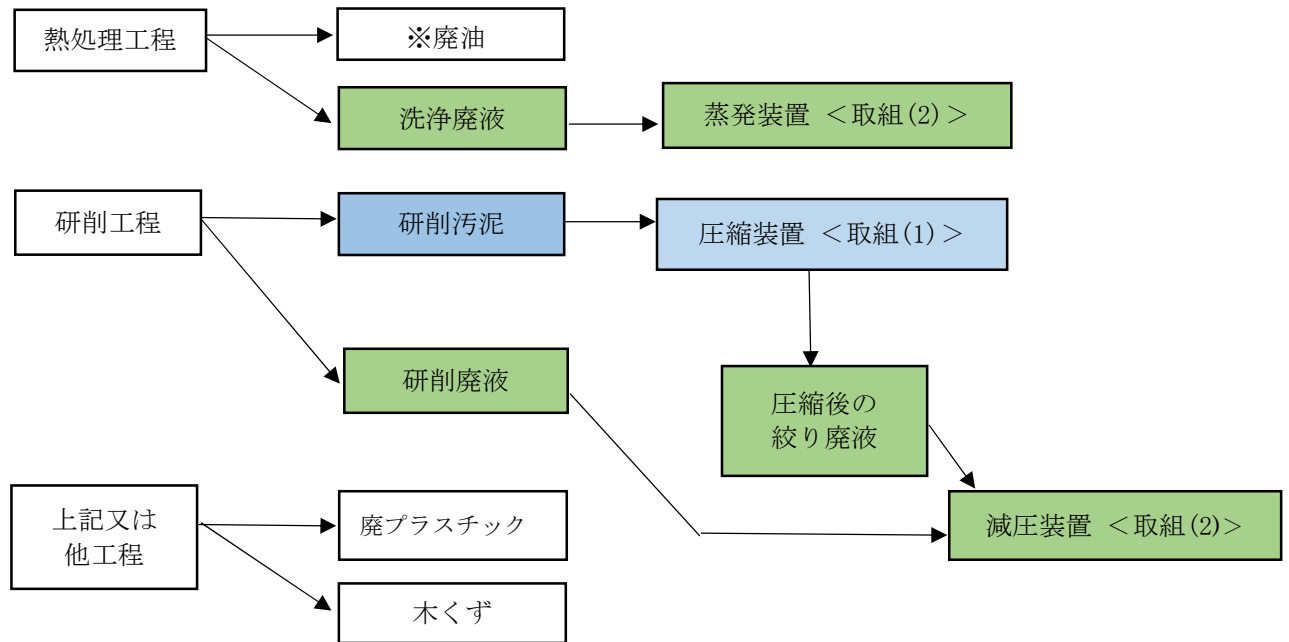 熱処理工程
※廃油
洗浄廃液
蒸発装置 <取組(2)>
研削工程
研削汚泥
圧縮装置 <取組(1)>
研削廃液
圧縮後の
絞り廃液
上記又は
他工程
廃プラスチック
減圧装置 <取組(2)>
木くず